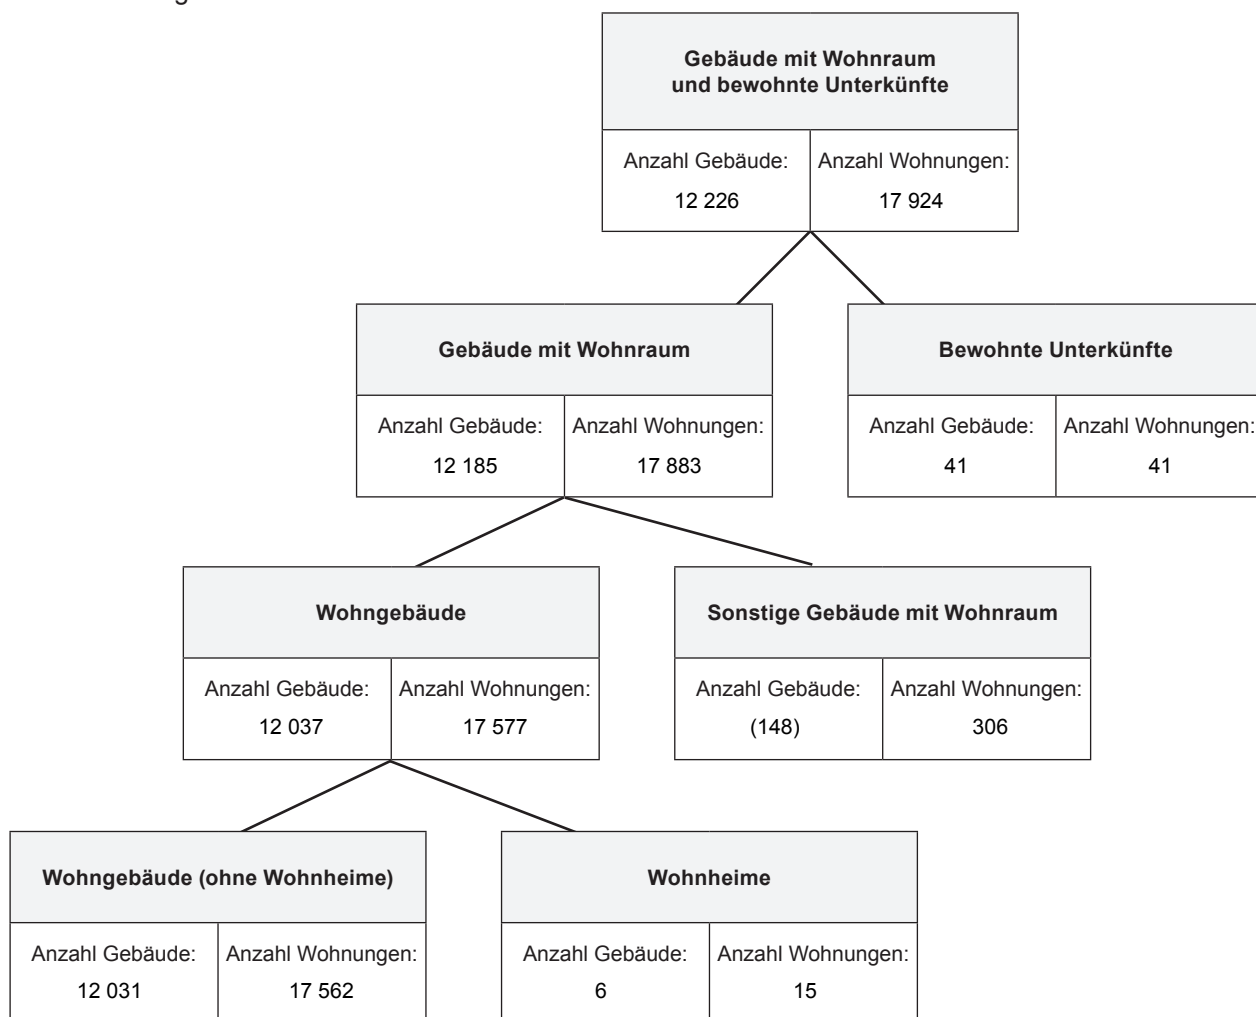 Gebäude mit Wohnraum
und bewohnte Unterkünfte
Anzahl Gebäude: Anzahl Wohnungen:
12 226 17 924
Gebäude mit Wohnraum
Anzahl Gebäude: Anzahl Wohnungen:
12 185 17 883
Bewohnte Unterkünfte
Anzahl Gebäude: Anzahl Wohnungen:
41 41
Wohngebäude
Anzahl Gebäude: Anzahl Wohnungen:
12 037 17 577
Sonstige Gebäude mit Wohnraum
Anzahl Gebäude: Anzahl Wohnungen:
(148) 306
Wohngebäude (ohne Wohnheime)
Anzahl Gebäude: Anzahl Wohnungen:
12 031 17 562
Wohnheime
Anzahl Gebäude: Anzahl Wohnungen:
6 15